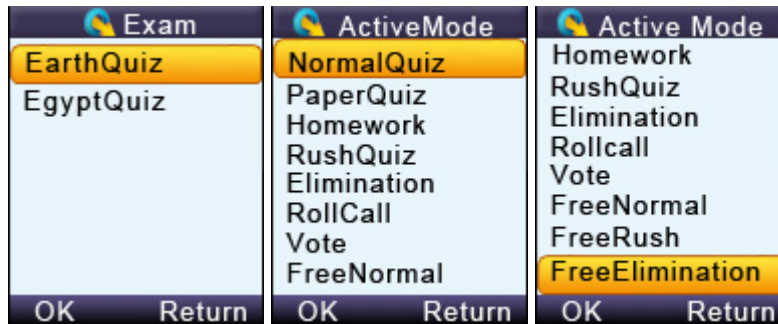 Exam
EarthQuiz
EgyptQuiz
OK Return
ActiveMode
NormalQuiz
PaperQuiz
Homework
RushQuiz
Elimination
RollCall
Vote
FreeNormal
OK Return
Active Mode
Homework
RushQuiz
Elimination
Rollcall
Vote
FreeNormal
FreeRush
FreeElimination
OK Return